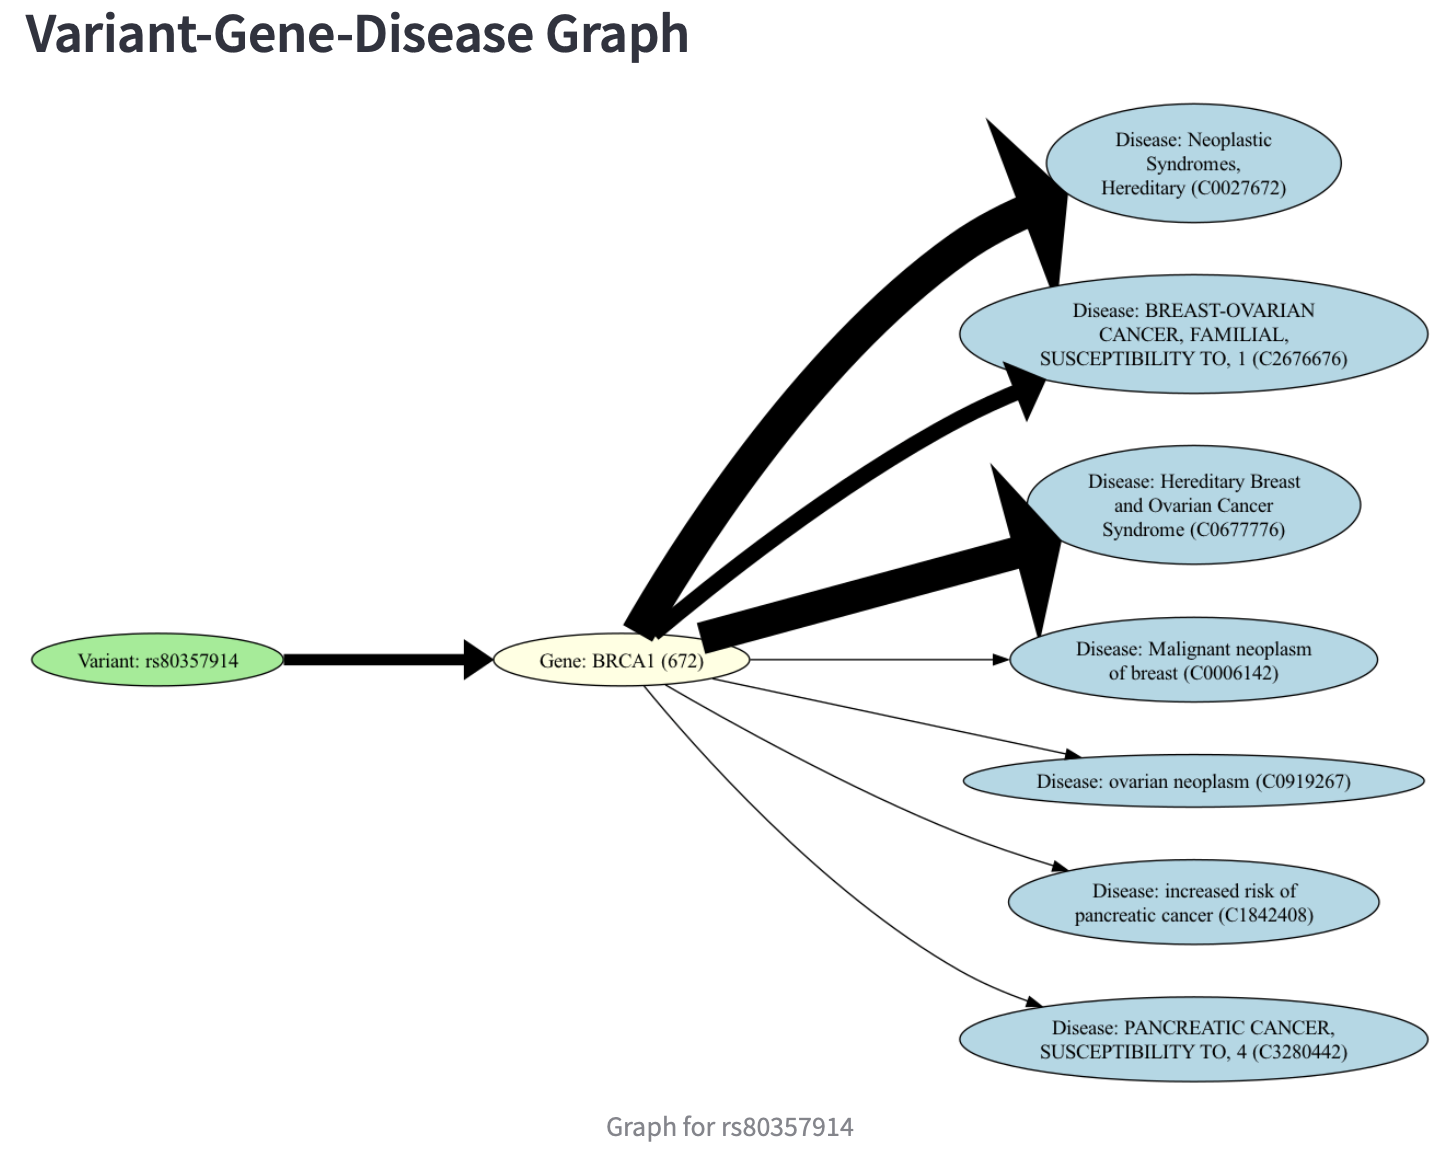 Variant-Gene-Disease Graph
Disease: Neoplastic
Syndromes,
Hereditary (C0027672)
Disease: BREAST-OVARIAN
CANCER, FAMILIAL,
SUSCEPTIBILITY TO, 1 (C2676676)
Disease: Hereditary Breast
and Ovarian Cancer
Syndrome (C0677776)
Variant: rs80357914
Gene: BRCA1 (672)
Disease: Malignant neoplasm
of breast (C0006142)
Disease: ovarian neoplasm (C0919267)
Disease: increased risk of
pancreatic cancer (C1842408)
Disease: PANCREATIC CANCER,
SUSCEPTIBILITY TO, 4 (C3280442)
Graph for rs80357914